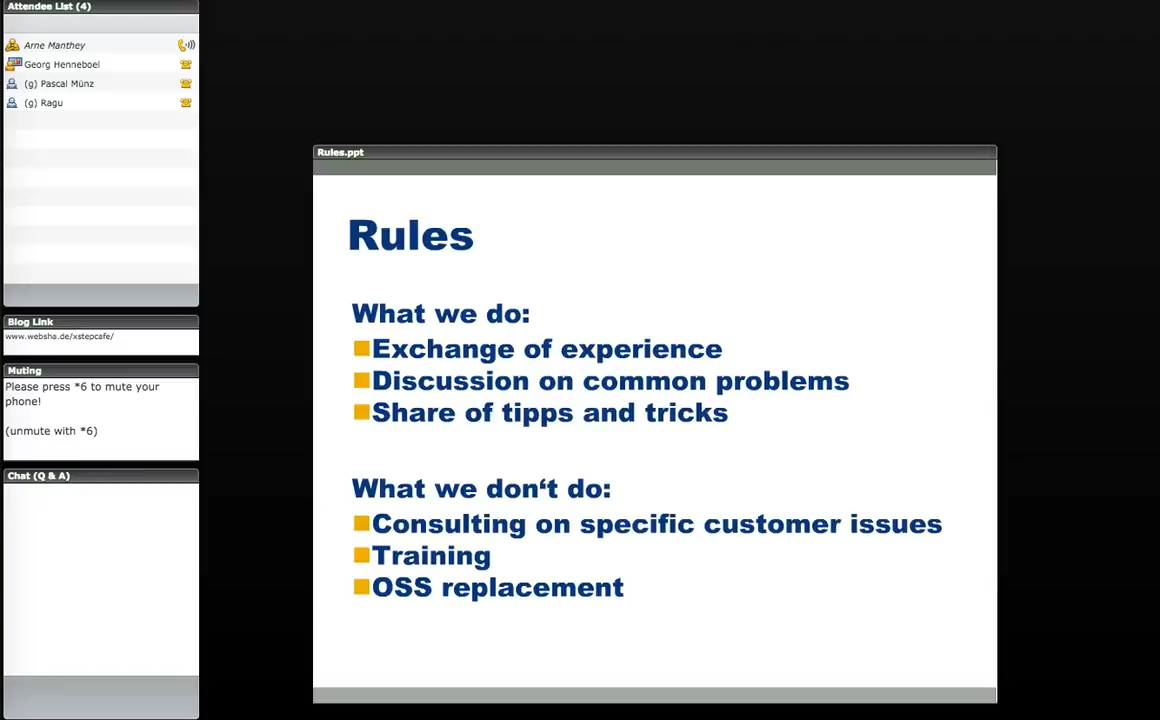 Attendee List (4)
Arne Manthey
Georg Henneboel
(g) Pascal Münz
(g) Ragu
Blog Link
www.websha.de/xstepcafe/
Muting
Please press *6 to mute your
phone!
(unmute with *6)
Chat (Q & A)
Rules.ppt
Rules
What we do:
Exchange of experience
Discussion on common problems
Share of tipps and tricks
What we don‘t do:
Consulting on specific customer issues
Training
OSS replacement